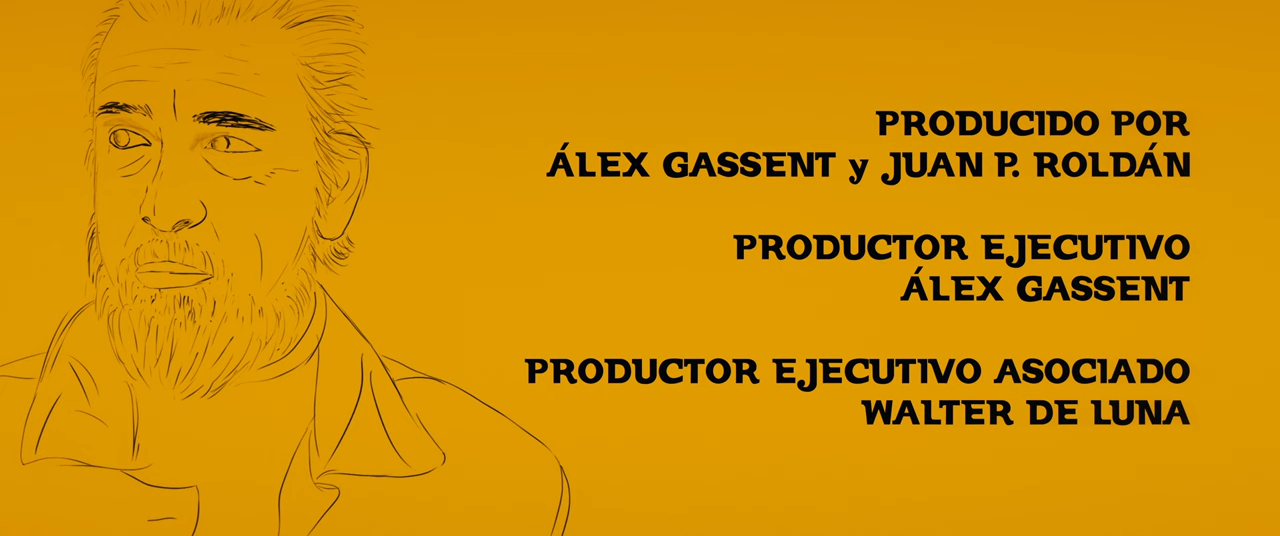 PRODUCIDO POR
ÁLEX GASSENT y JUAN P. ROLDÁN
PRODUCTOR EJECUTIVO
ÁLEX GASSENT
PRODUCTOR EJECUTIVO ASOCIADO
WALTER DE LUNA